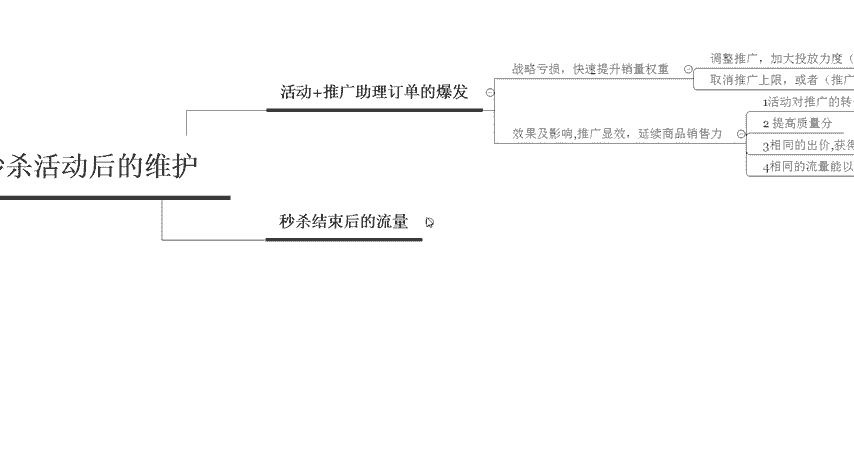 杀活动后的维护
活动+推广助理订单的爆发
战略亏损，快速提升销量权重
调整推广，加大投放力度（
取消推广上限，或者（推广
效果及影响,推广显效，延续商品销售力
1活动对推广的转
2 提高质量分
3相同的出价,获得
4相同的流量能以
秒杀结束后的流量